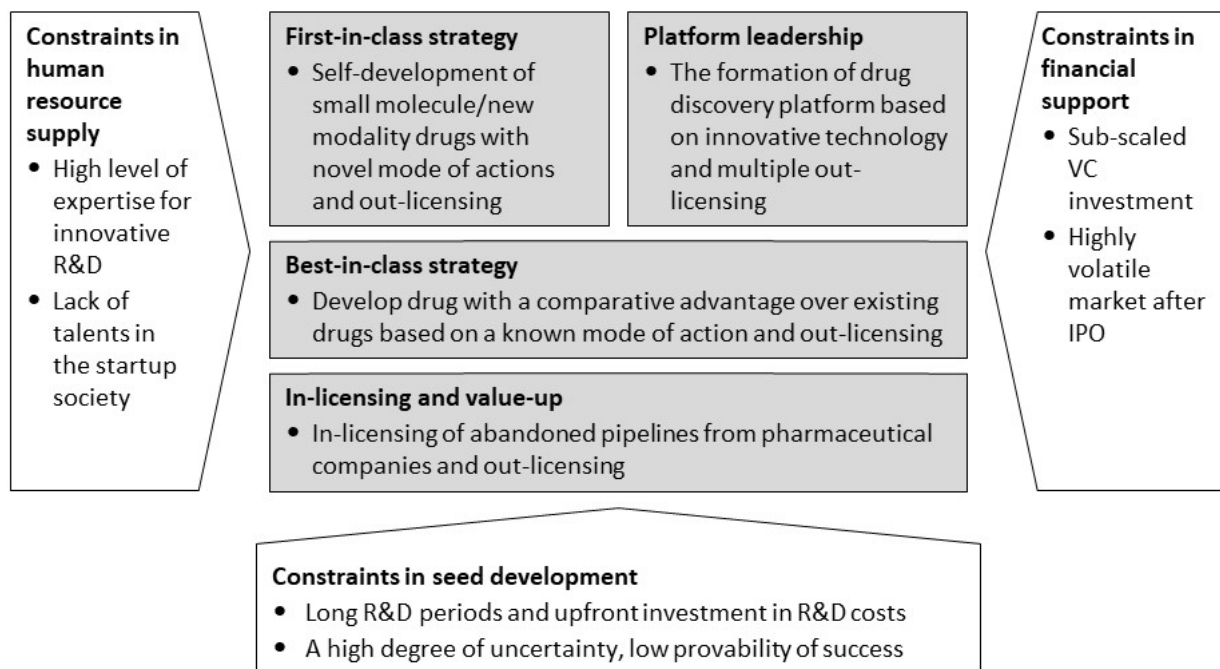 Constraints in
human
resource
supply
• High level of
expertise for
innovative
R&D
• Lack of
talents in
the startup
society
First-in-class strategy
• Self-development of
small molecule/new
modality drugs with
novel mode of actions
and out-licensing
Platform leadership
• The formation of drug
discovery platform based
on innovative technology
and multiple out-
licensing
Best-in-class strategy
• Develop drug with a comparative advantage over existing
drugs based on a known mode of action and out-licensing
In-licensing and value-up
• In-licensing of abandoned pipelines from pharmaceutical
companies and out-licensing
Constraints in
financial
support
• Sub-scaled
VC
investment
• Highly
volatile
market after
IPO
Constraints in seed development
• Long R&D periods and upfront investment in R&D costs
• A high degree of uncertainty, low provability of success